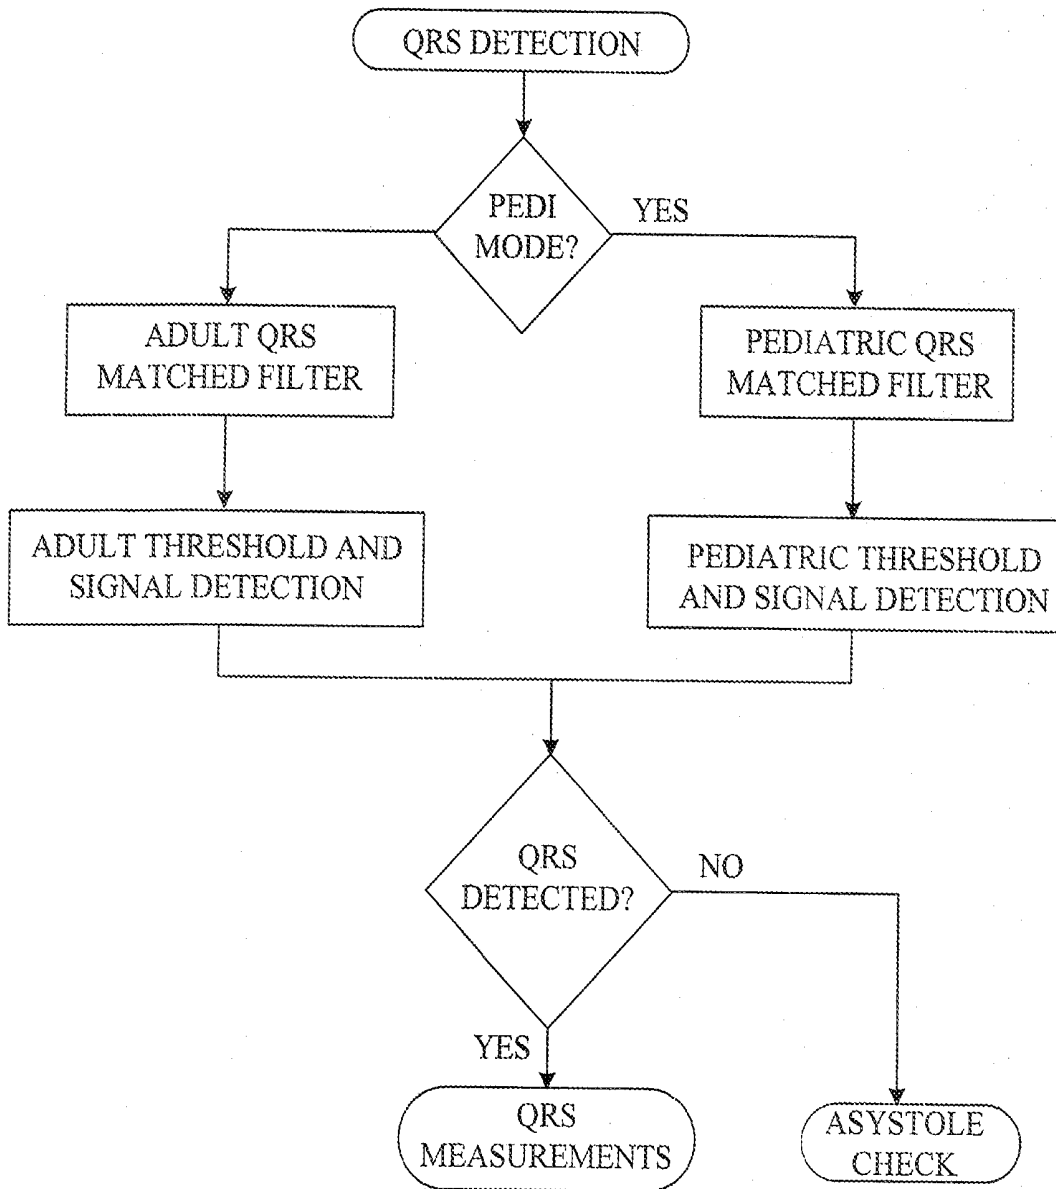 QRS DETECTION
PEDI
MODE?
YES
ADULT QRS
MATCHED FILTER
PEDIATRIC QRS
MATCHED FILTER
ADULT THRESHOLD AND
SIGNAL DETECTION
PEDIATRIC THRESHOLD
AND SIGNAL DETECTION
QRS
DETECTED?
NO
YES
QRS
MEASUREMENTS
ASYSTOLE
CHECK